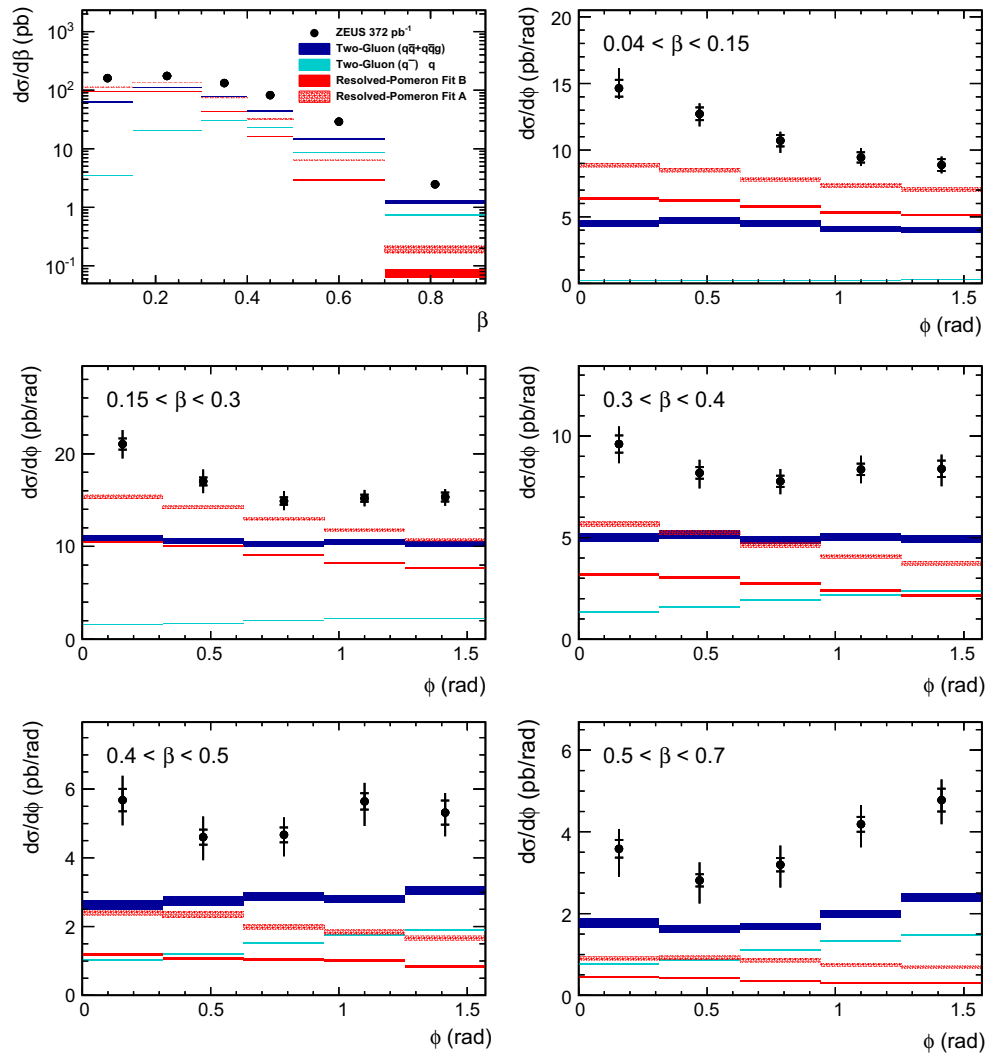 dσ/dβ (pb)
10³
10²
10
1
10⁻¹
0.2 0.4 0.6 0.8
β
ZEUS 372 pb⁻¹
Two-Gluon (qq̅+qq̅g)
Two-Gluon (q‾) q
Resolved-Pomeron Fit B
Resolved-Pomeron Fit A
dσ/dϕ (pb/rad)
0.04 < β < 0.15
20
15
10
5
0
0 0.5 1 1.5
ϕ (rad)
dσ/dϕ (pb/rad)
0.15 < β < 0.3
20
10
0
0 0.5 1 1.5
ϕ (rad)
dσ/dϕ (pb/rad)
0.3 < β < 0.4
10
5
0
0 0.5 1 1.5
ϕ (rad)
dσ/dϕ (pb/rad)
0.4 < β < 0.5
6
4
2
0
0 0.5 1 1.5
ϕ (rad)
dσ/dϕ (pb/rad)
0.5 < β < 0.7
6
4
2
0
0 0.5 1 1.5
ϕ (rad)